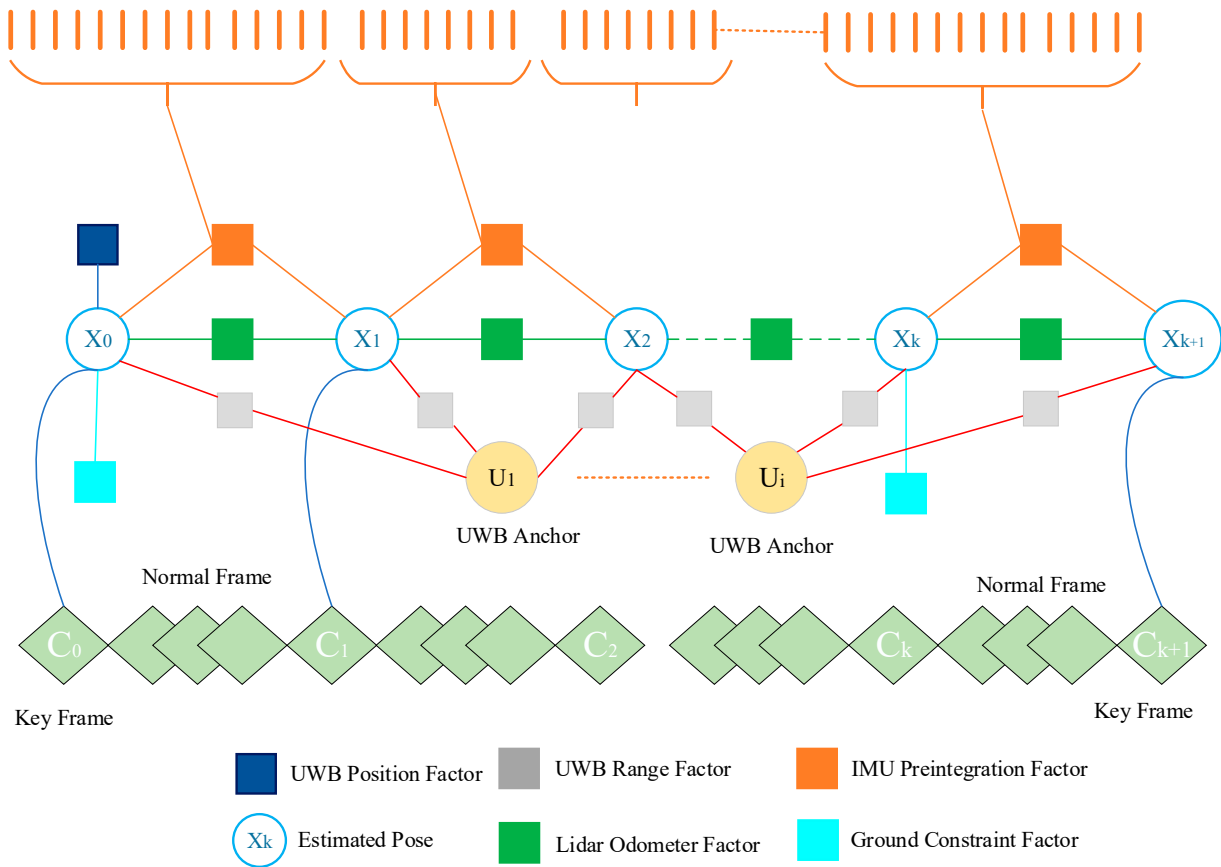 X0 X1 X2 Xk Xk+1
U1 Ui
UWB Anchor
UWB Anchor
Normal Frame Normal Frame
C0 C1 C2 Ck Ck+1
Key Frame Key Frame
UWB Position Factor UWB Range Factor IMU Preintegration Factor
Xk Estimated Pose Lidar Odometer Factor Ground Constraint Factor